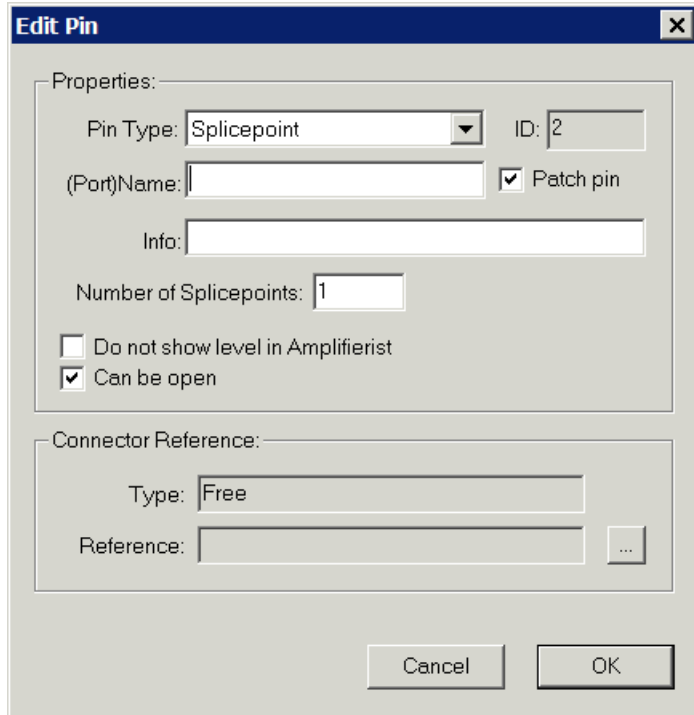 Edit Pin
Properties:
Pin Type: Splicepoint ID: 2
(Port)Name: Patch pin
Info:
Number of Splicepoints: 1
Do not show level in Amplifierist
Can be open
Connector Reference:
Type: Free
Reference: ...
Cancel OK